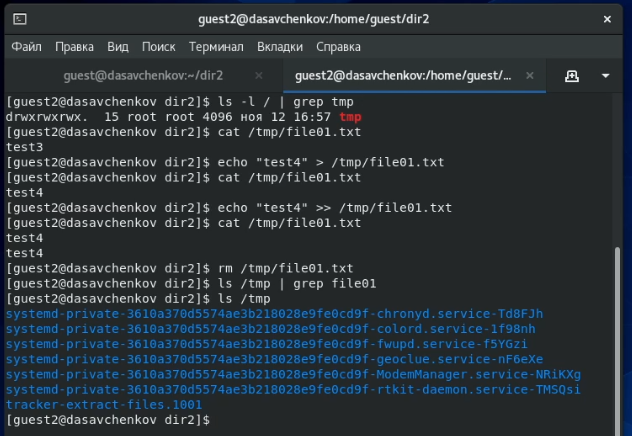 guest2@dasavchenkov:/home/guest/dir2
Файл Правка Вид Поиск Терминал Вкладки Справка
guest@dasavchenkov:~/dir2
guest2@dasavchenkov:/home/guest/...
[guest2@dasavchenkov dir2]$ ls -l / | grep tmp
drwxrwxrwx.  15 root root 4096 ноя 12 16:57 tmp
[guest2@dasavchenkov dir2]$ cat /tmp/file01.txt
test3
[guest2@dasavchenkov dir2]$ echo "test4" > /tmp/file01.txt
[guest2@dasavchenkov dir2]$ cat /tmp/file01.txt
test4
[guest2@dasavchenkov dir2]$ echo "test4" >> /tmp/file01.txt
[guest2@dasavchenkov dir2]$ cat /tmp/file01.txt
test4
test4
[guest2@dasavchenkov dir2]$ rm /tmp/file01.txt
[guest2@dasavchenkov dir2]$ ls /tmp | grep file01
[guest2@dasavchenkov dir2]$ ls /tmp
systemd-private-3610a370d5574ae3b218028e9fe0cd9f-chronyd.service-Td8FJh
systemd-private-3610a370d5574ae3b218028e9fe0cd9f-colord.service-1f98nh
systemd-private-3610a370d5574ae3b218028e9fe0cd9f-fwupd.service-f5YGzi
systemd-private-3610a370d5574ae3b218028e9fe0cd9f-geoclue.service-nF6eXe
systemd-private-3610a370d5574ae3b218028e9fe0cd9f-ModemManager.service-NRiKXg
systemd-private-3610a370d5574ae3b218028e9fe0cd9f-rtkit-daemon.service-TMSQsi
tracker-extract-files.1001
[guest2@dasavchenkov dir2]$